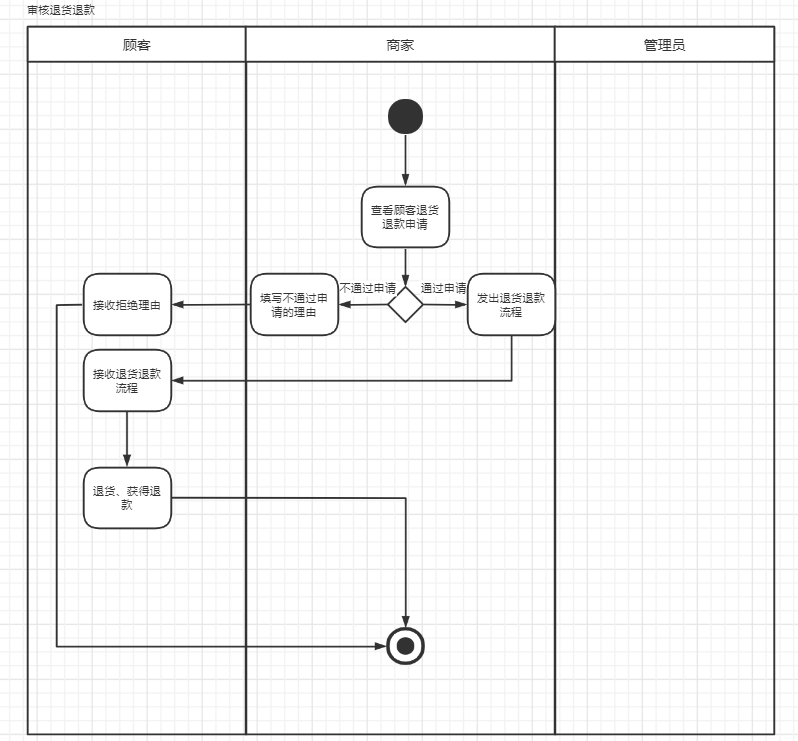 审核退货退款
顾客
商家
管理员
查看顾客退货
退款申请
不通过申请
通过申请
接收拒绝理由
填写不通过申
请的理由
发出退货退款
流程
接收退货退款
流程
退货、获得退
款